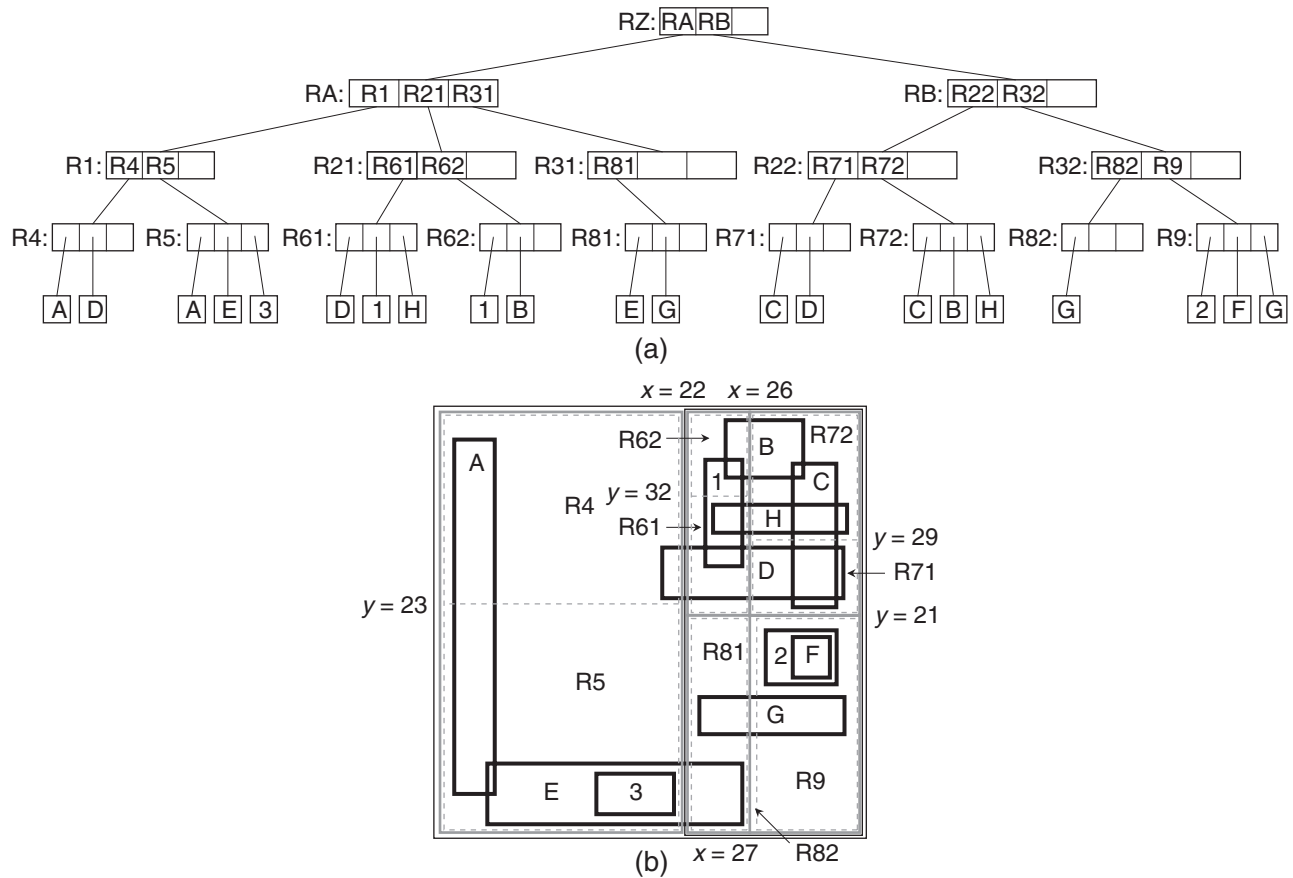 RZ: RA RB
RA: R1 R21 R31
RB: R22 R32
R1: R4 R5
R21: R61 R62
R31: R81
R22: R71 R72
R32: R82 R9
R4:
R5:
R61:
R62:
R81:
R71:
R72:
R82:
R9:
A D A E 3 D 1 H 1 B E G C D C B H G 2 F G
(a)
x = 22 x = 26
R62 B R72
A 1 C
R4 y = 32
R61 H
y = 29
D R71
y = 23
y = 21
R81 2 F
R5
G
E 3 R9
x = 27 R82
(b)